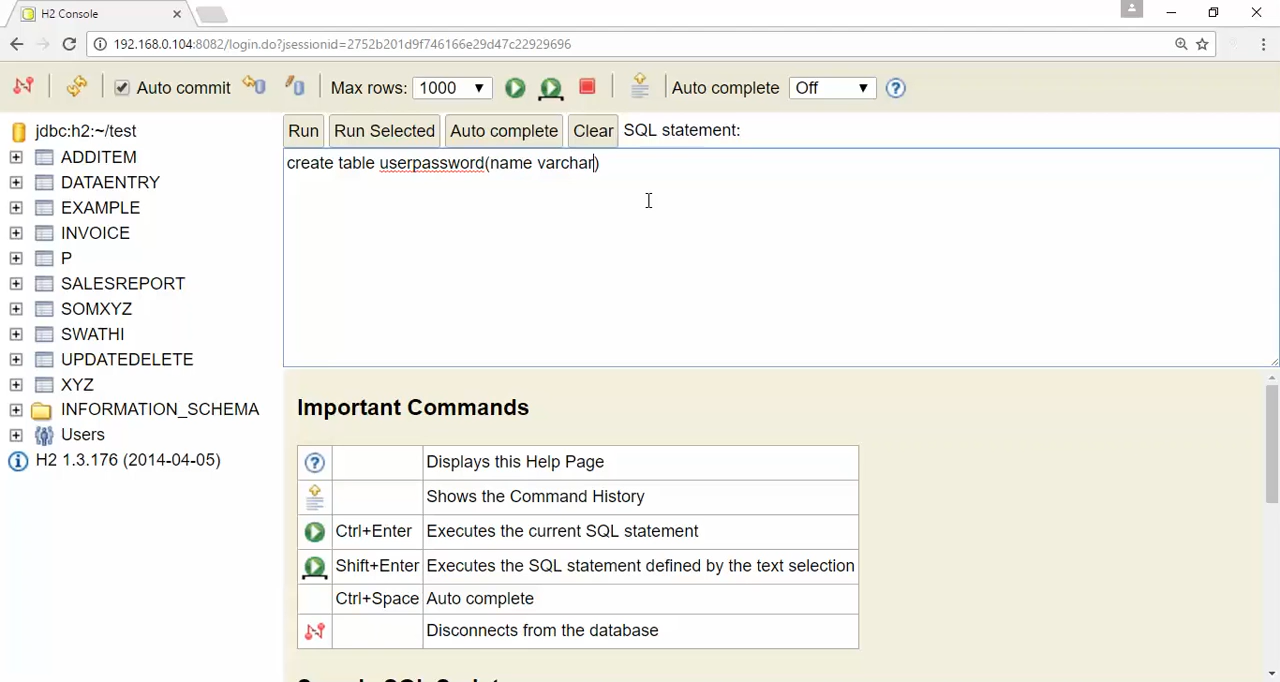 H2 Console
192.168.0.104:8082/login.do?jsessionid=2752b201d9f746166e29d47c22929696
Auto commit
Max rows:
1000
Auto complete
Off
jdbc:h2:~/test
ADDITEM
DATAENTRY
EXAMPLE
INVOICE
P
SALESREPORT
SOMXYZ
SWATHI
UPDATEDELETE
XYZ
INFORMATION_SCHEMA
Users
H2 1.3.176 (2014-04-05)
Run
Run Selected
Auto complete
Clear
SQL statement:
create table userpassword(name varchar)
Important Commands
Displays this Help Page
Shows the Command History
Ctrl+Enter Executes the current SQL statement
Shift+Enter Executes the SQL statement defined by the text selection
Ctrl+Space Auto complete
Disconnects from the database